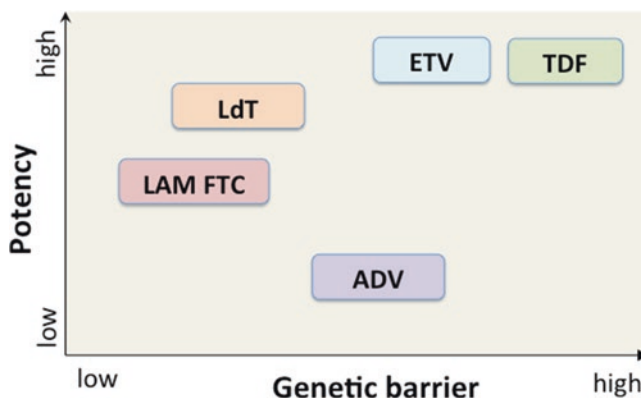 high
Potency
low
ETV
TDF
LdT
LAM FTC
ADV
low
Genetic barrier
high